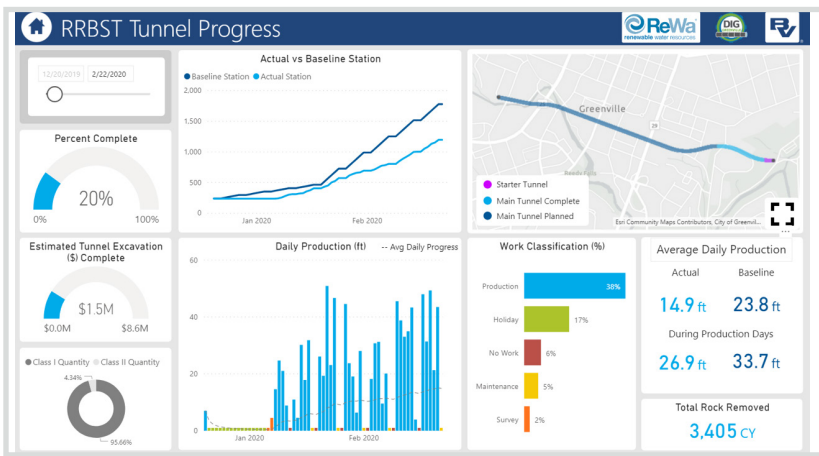 RRBST Tunnel Progress
ReWa
renewable water resources
DIG
BV
12/20/2019 2/22/2020
Percent Complete
20%
0% 100%
Estimated Tunnel Excavation
($) Complete
$1.5M
$0.0M $8.6M
Class I Quantity Class II Quantity
4.34%
95.66%
Actual vs Baseline Station
Baseline Station Actual Station
2,000
1,500
1,000
500
0
Jan 2020 Feb 2020
Daily Production (ft) -- Avg Daily Progress
60
40
20
0
Jan 2020 Feb 2020
Greenville
29
Reedy Falls
Starter Tunnel
Main Tunnel Complete
Main Tunnel Planned
Esri Community Maps Contributors, City of Greenvil...
...
Work Classification (%)
Production 38%
Holiday 17%
No Work 6%
Maintenance 5%
Survey 2%
Average Daily Production
Actual Baseline
14.9 ft 23.8 ft
During Production Days
26.9 ft 33.7 ft
Total Rock Removed
3,405 CY